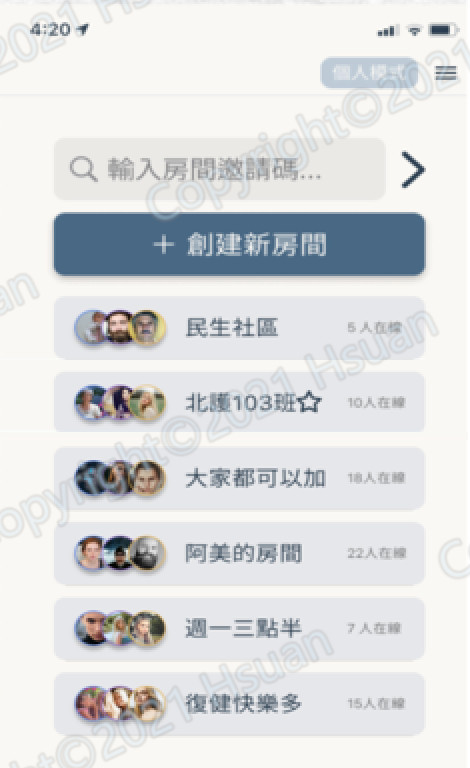 4:20
個人模式
輸入房間邀請碼...
+ 創建新房間
民生社區 5 人在線
北護103班☆ 10人在線
大家都可以加 18人在線
阿美的房間 22人在線
週一三點半 7 人在線
復健快樂多 15人在線
Copyright©2021 Hsuan